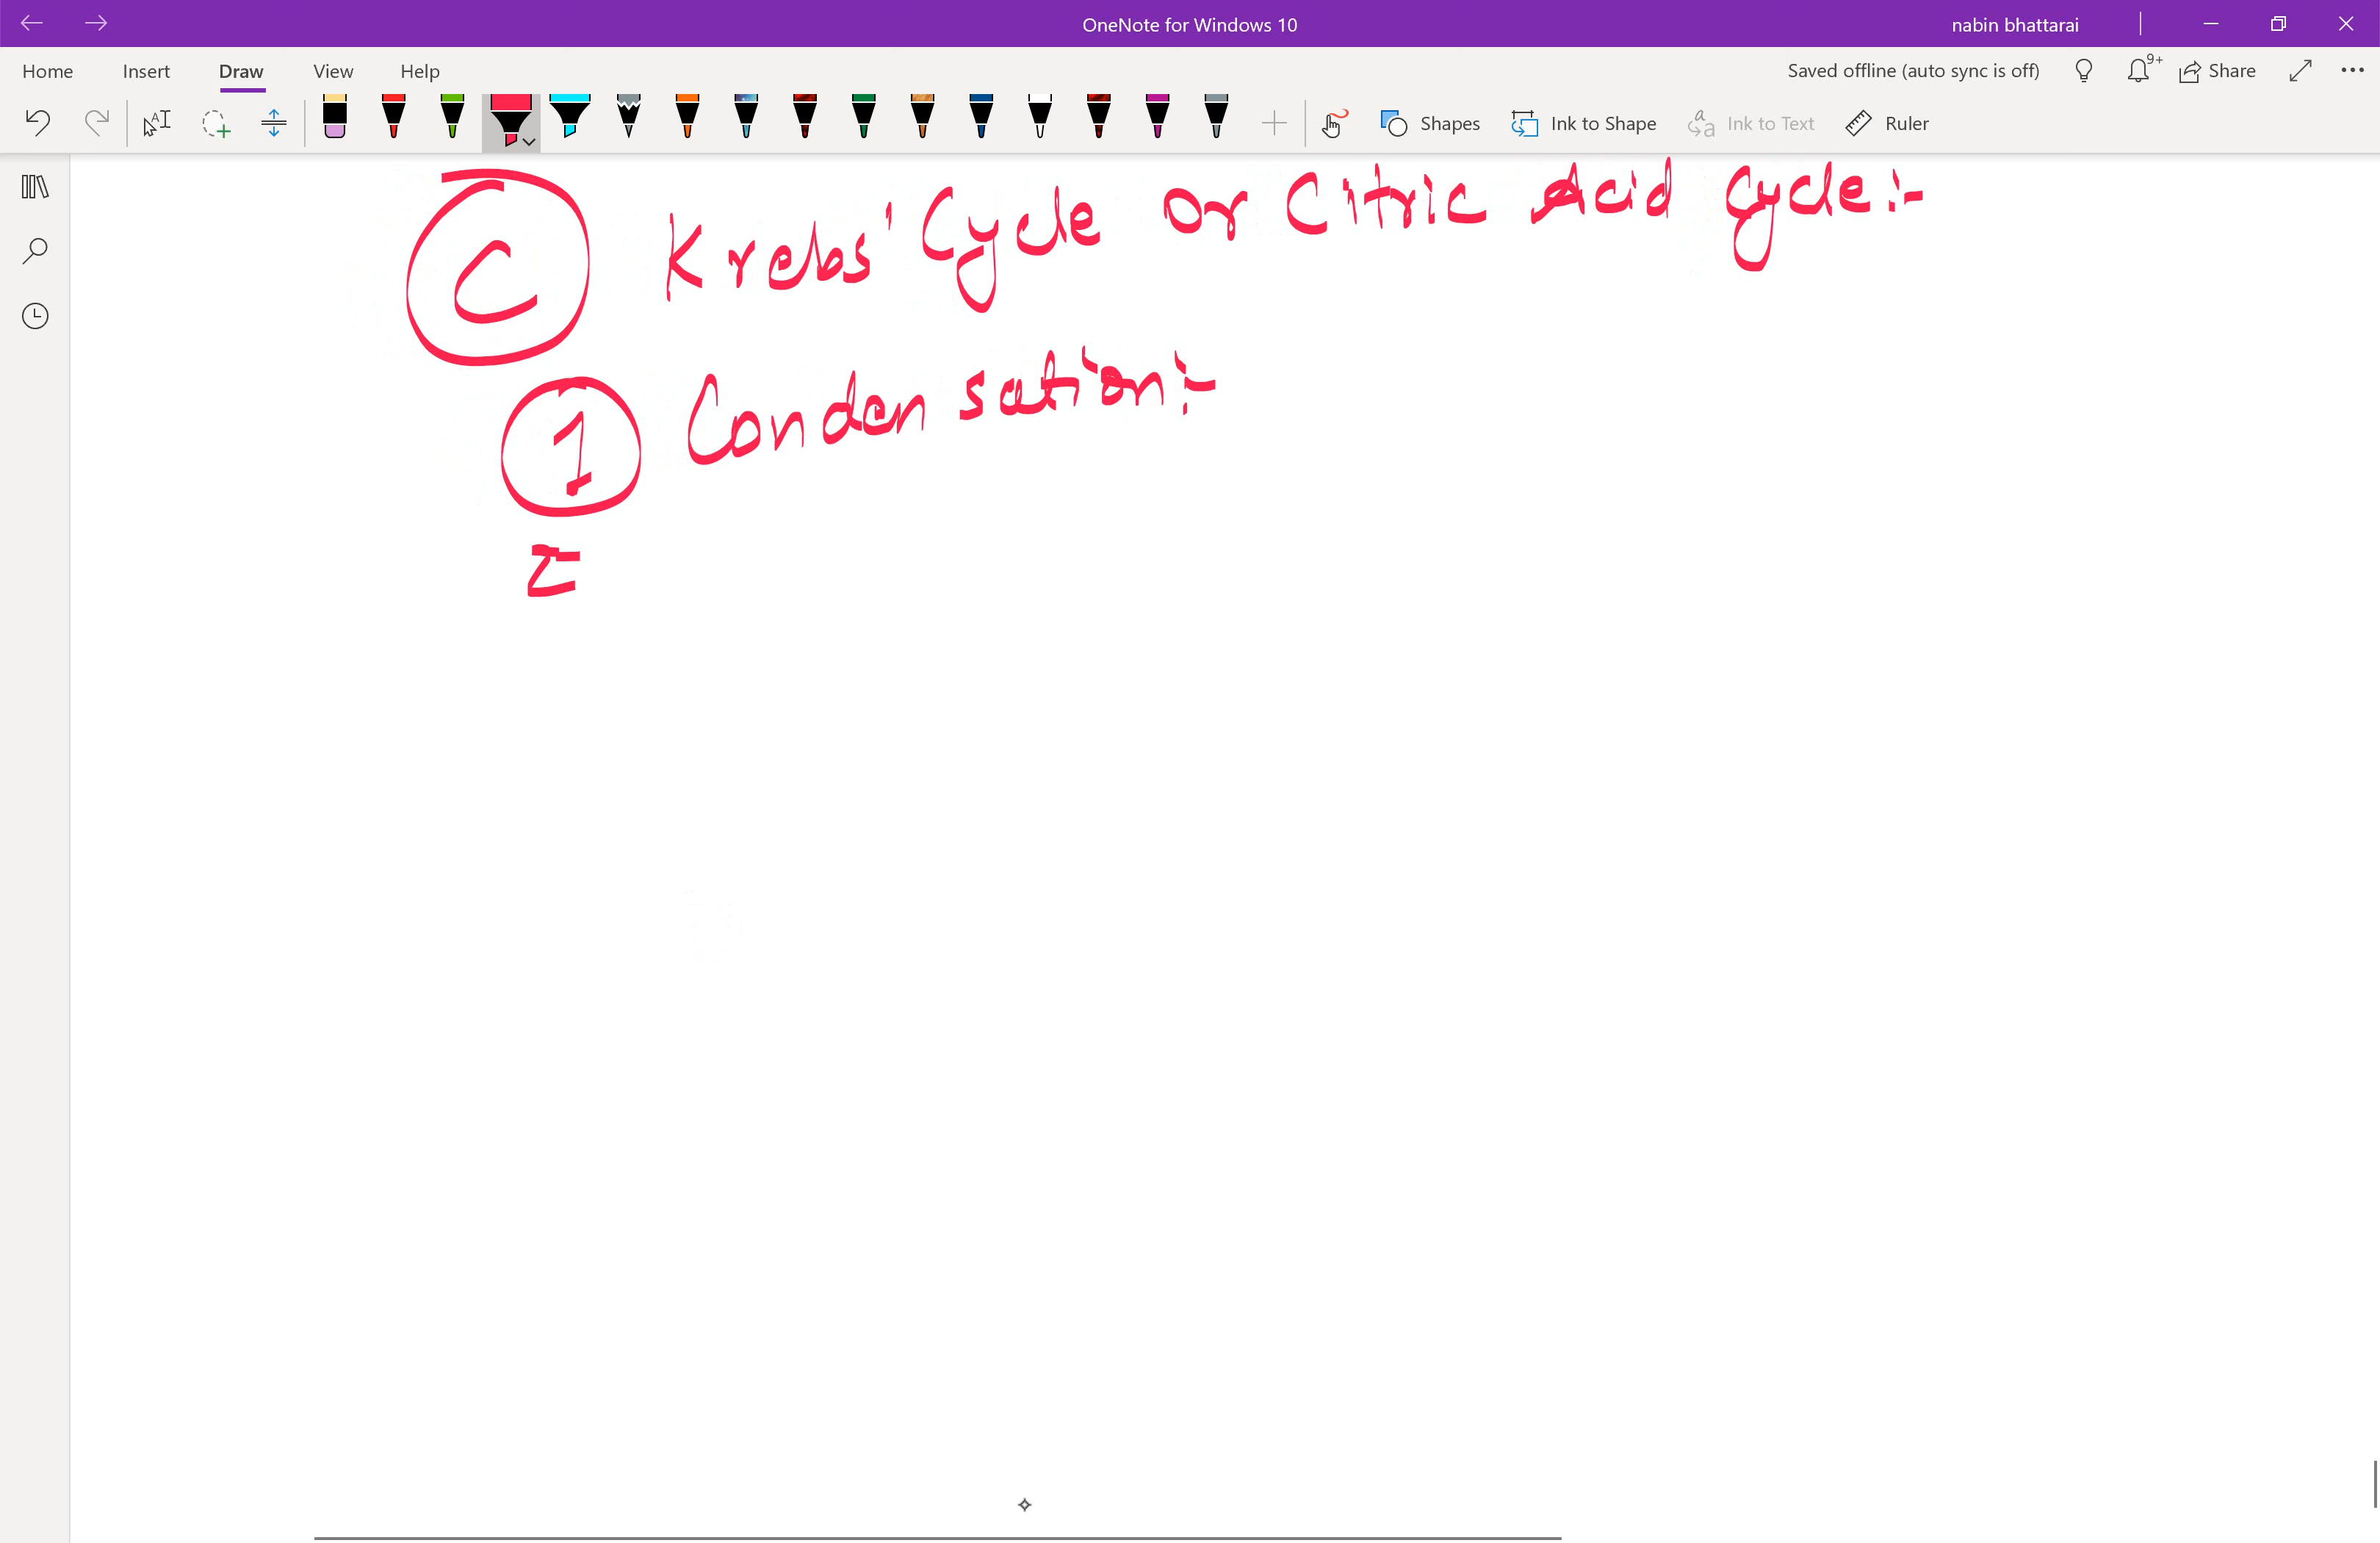 OneNote for Windows 10
nabin bhattarai
Home Insert Draw View Help
Saved offline (auto sync is off)
9+
Share
Shapes
Ink to Shape
Ink to Text
Ruler
C Krebs' Cycle or Citric Acid Cycle:-
1 Condensation:-